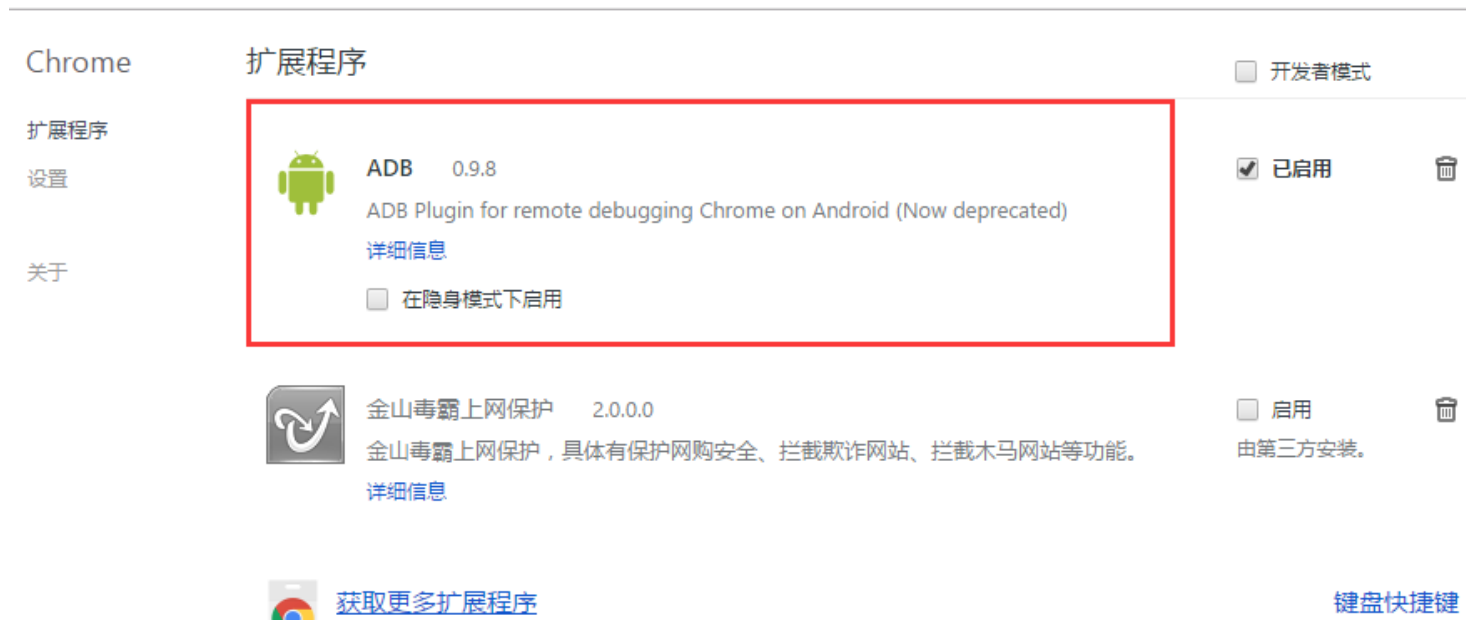 Chrome
扩展程序
开发者模式
扩展程序
设置
关于
ADB 0.9.8
已启用
ADB Plugin for remote debugging Chrome on Android (Now deprecated)
详细信息
在隐身模式下启用
金山毒霸上网保护 2.0.0.0
启用
金山毒霸上网保护，具体有保护网购安全、拦截欺诈网站、拦截木马网站等功能。
由第三方安装。
详细信息
获取更多扩展程序
键盘快捷键